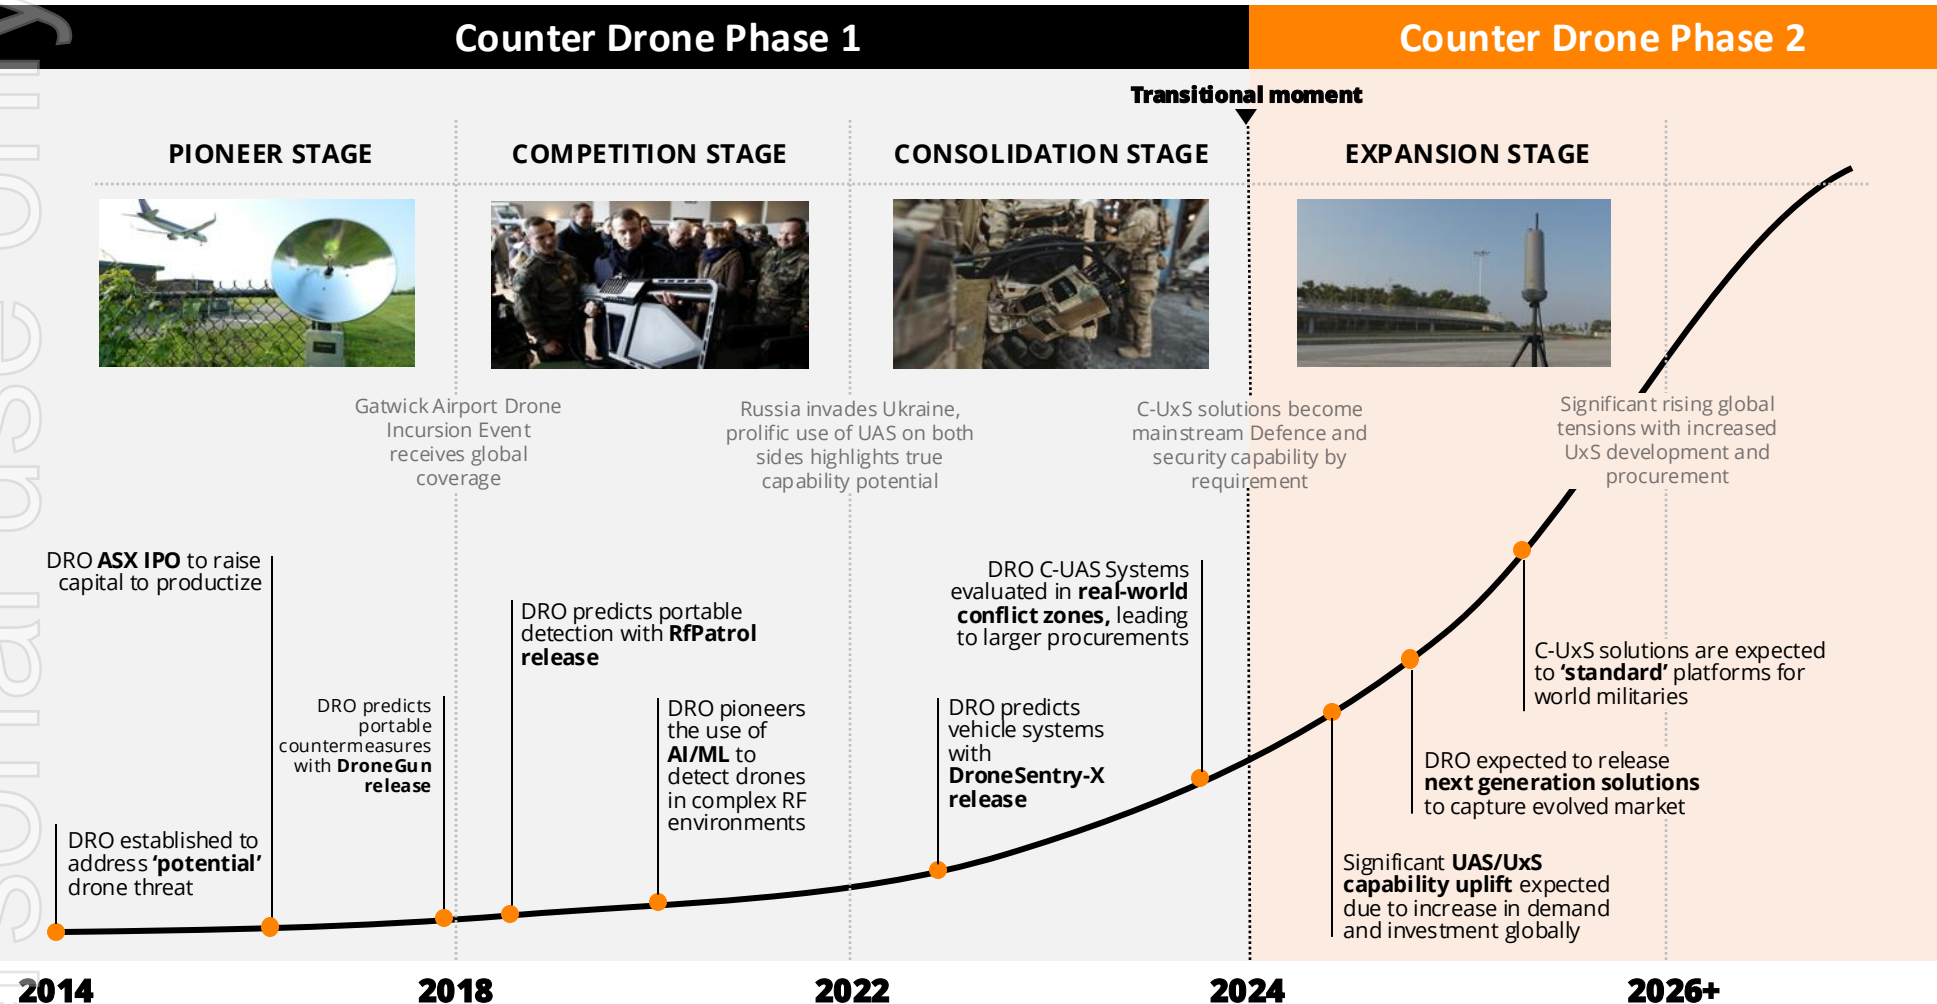 Counter Drone Phase 1
Counter Drone Phase 2
Transitional moment
PIONEER STAGE
COMPETITION STAGE
CONSOLIDATION STAGE
EXPANSION STAGE
Gatwick Airport Drone
Incursion Event
receives global
coverage
Russia invades Ukraine,
prolific use of UAS on both
sides highlights true
capability potential
C-UxS solutions become
mainstream Defence and
security capability by
requirement
Significant rising global
tensions with increased
UxS development and
procurement
DRO ASX IPO to raise
capital to productize
DRO predicts portable
detection with RfPatrol
release
DRO C-UAS Systems
evaluated in real-world
conflict zones, leading
to larger procurements
C-UxS solutions are expected
to ‘standard’ platforms for
world militaries
DRO predicts
portable
countermeasures
with DroneGun
release
DRO pioneers
the use of
AI/ML to
detect drones
in complex RF
environments
DRO predicts
vehicle systems
with
DroneSentry-X
release
DRO expected to release
next generation solutions
to capture evolved market
DRO established to
address ‘potential’
drone threat
Significant UAS/UxS
capability uplift expected
due to increase in demand
and investment globally
2014
2018
2022
2024
2026+
use only